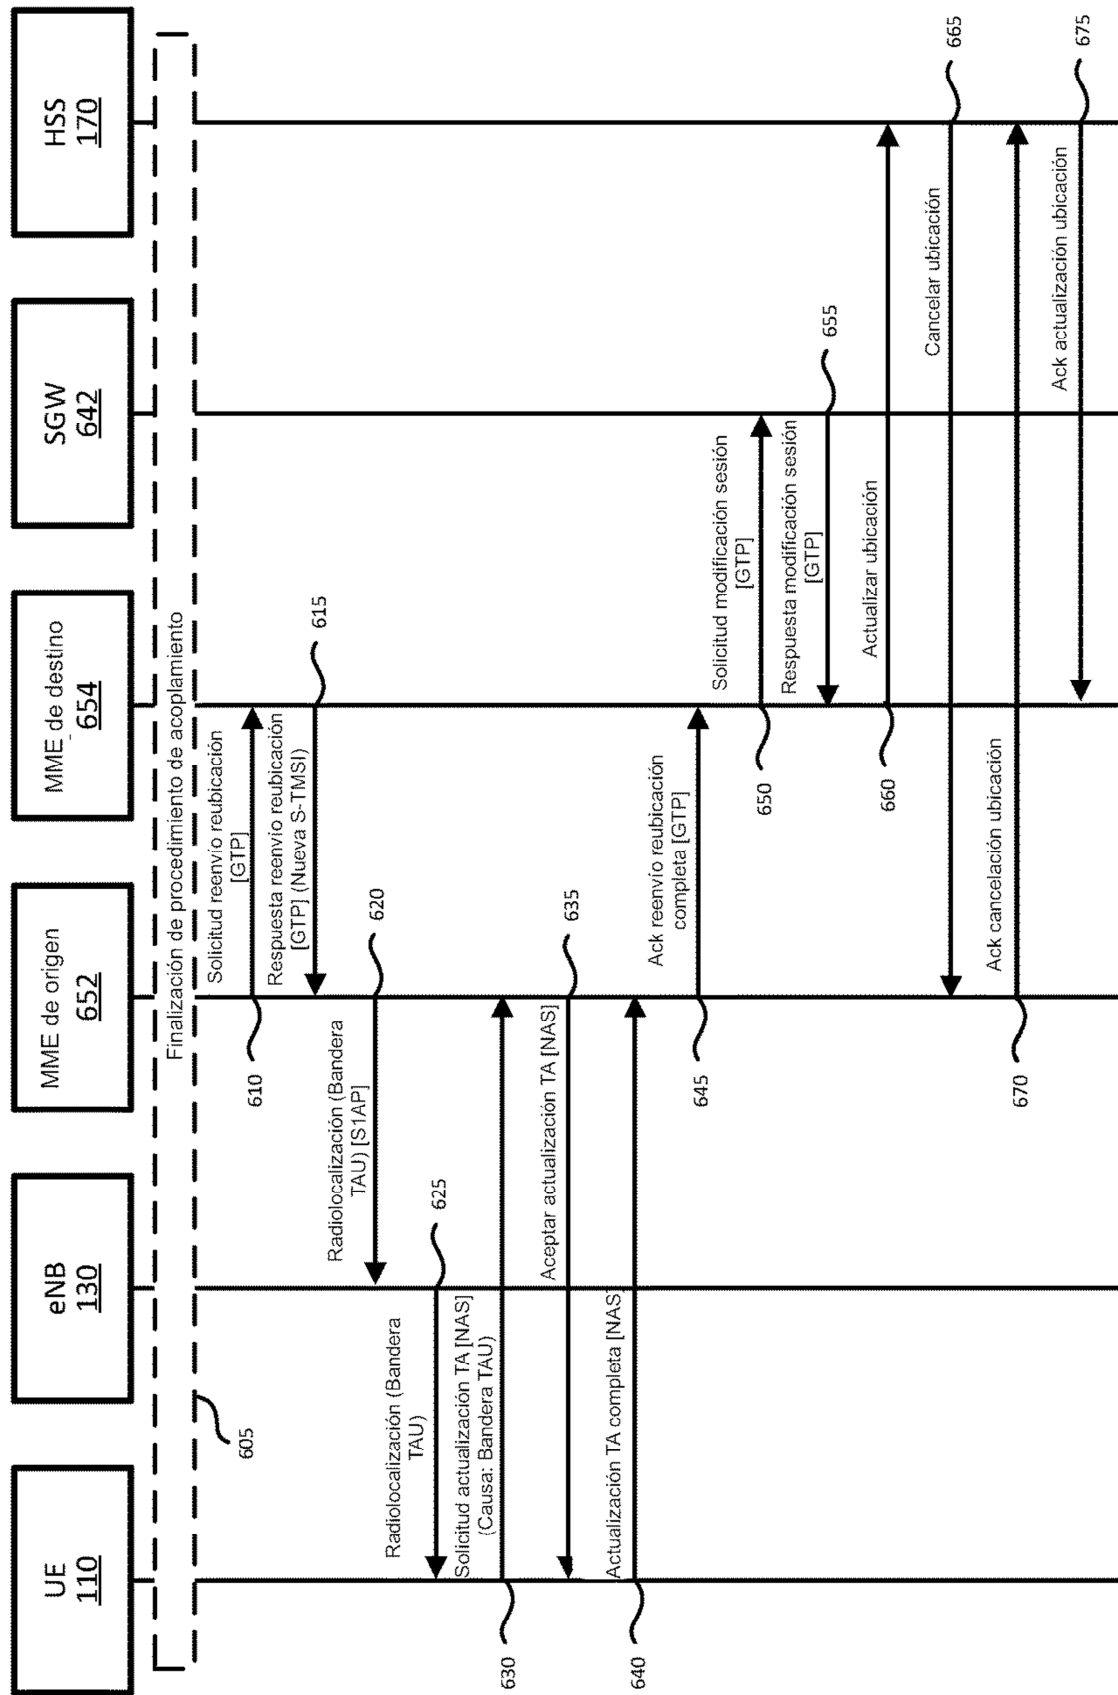 UE
110
eNB
130
MME de origen
652
MME de destino
654
SGW
642
HSS
170
Finalización de procedimiento de acoplamiento
605
Solicitud reenvío reubicación
[GTP]
610
Respuesta reenvío reubicación
[GTP] (Nueva S-TMSI)
615
Radiolocalización (Bandera
TAU) [S1AP]
620
Radiolocalización (Bandera
TAU)
625
Solicitud actualización TA [NAS]
(Causa: Bandera TAU)
630
Aceptar actualización TA [NAS]
635
Actualización TA completa [NAS]
640
Ack reenvío reubicación
completa [GTP]
645
Solicitud modificación sesión
[GTP]
650
Respuesta modificación sesión
[GTP]
655
Actualizar ubicación
660
Cancelar ubicación
665
Ack cancelación ubicación
670
Ack actualización ubicación
675